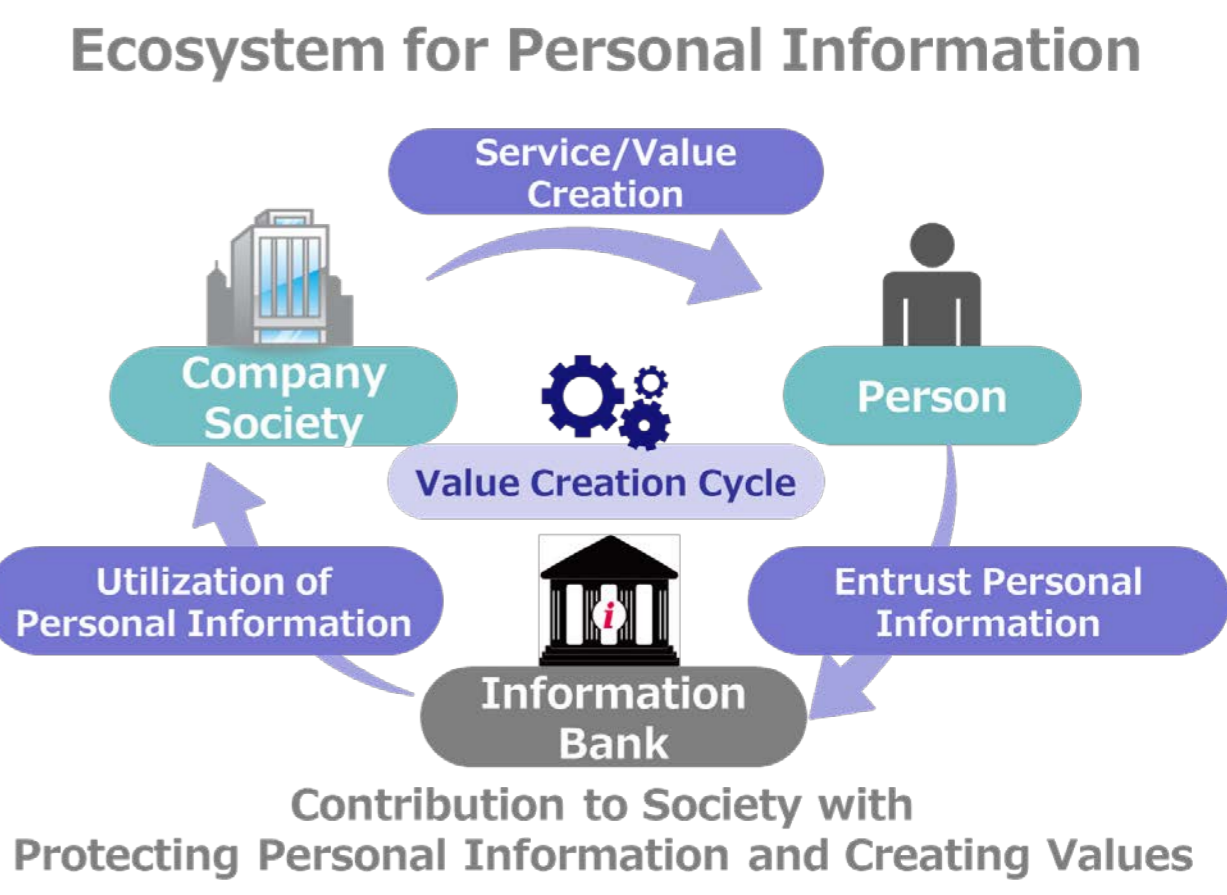 Ecosystem for Personal Information
Service/Value
Creation
Company
Society
Person
Value Creation Cycle
Utilization of
Personal Information
Entrust Personal
Information
i
Information
Bank
Contribution to Society with
Protecting Personal Information and Creating Values